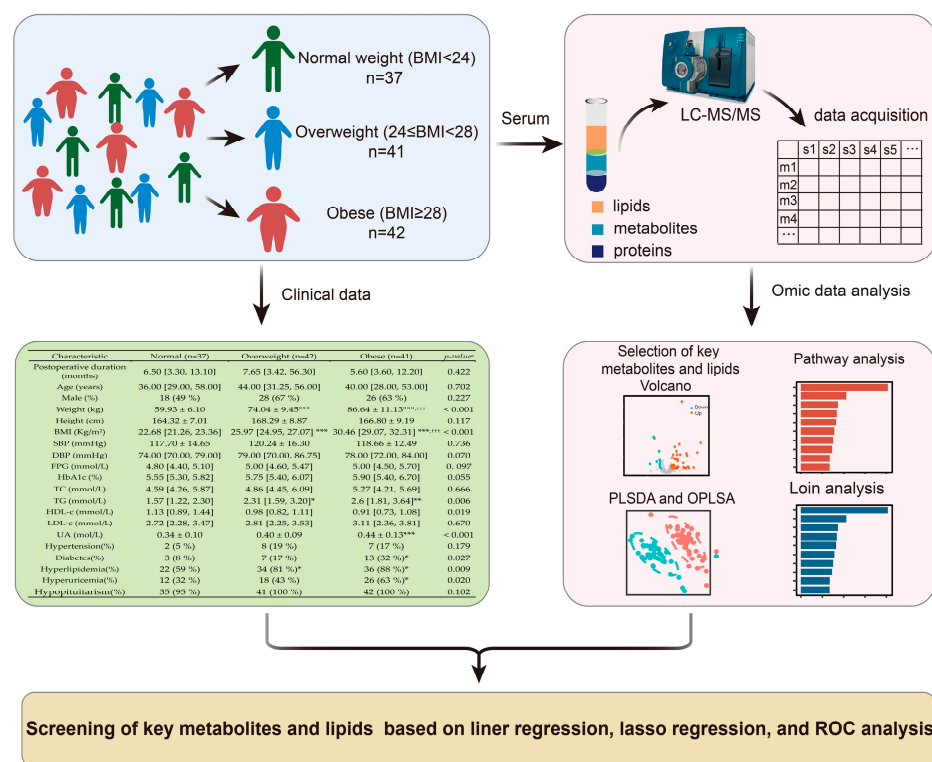 Normal weight (BMI<24)
n=37
Overweight (24≤BMI<28)
n=41
Obese (BMI≥28)
n=42
Serum
LC-MS/MS
data acquisition
s1 s2 s3 s4 s5 ···
m1
m2
m3
m4
···
lipids
metabolites
proteins
Clinical data
Omic data analysis
Characteristic Normal (n=37) Overweight (n=42) Obese (n=41) p-value
Postoperative duration
(months) 6.50 [3.30, 13.10] 7.65 [3.42, 56.30] 5.60 [3.60, 12.20] 0.422
Age (years) 36.00 [29.00, 58.00] 44.00 [31.25, 56.00] 40.00 [28.00, 53.00] 0.702
Male (%) 18 (49 %) 28 (67 %) 26 (63 %) 0.227
Weight (kg) 59.93 ± 6.10 74.04 ± 9.45*** 86.64 ± 11.13 < 0.001
Height (cm) 164.32 ± 7.01 168.29 ± 8.87 166.80 ± 9.19 0.117
BMI (Kg/m²) 22.68 [21.26, 23.36] 25.97 [24.95, 27.07] *** 30.46 [29.07, 32.31] ***,††† < 0.001
SBP (mmHg) 117.70 ± 14.65 120.24 ± 16.30 118.66 ± 12.49 0.736
DBP (mmHg) 74.00 [70.00, 79.00] 79.00 [70.00, 86.75] 78.00 [72.00, 84.00] 0.070
FPG (mmol/L) 4.80 [4.40, 5.10] 5.00 [4.60, 5.47] 5.00 [4.50, 5.70] 0. 097
HbA1c (%) 5.55 [5.30, 5.82] 5.75 [5.40, 6.07] 5.90 [5.40, 6.70] 0.055
TC (mmol/L) 4.59 [4.26, 5.87] 4.86 [4.45, 6.09] 5.27 [4.21, 5.69] 0.666
TG (mmol/L) 1.57 [1.22, 2.30] 2.31 [1.59, 3.20]* 2.6 [1.81, 3.64]** 0.006
HDL-c (mmol/L) 1.13 [0.89, 1.44] 0.98 [0.82, 1.11] 0.91 [0.73, 1.08] 0.019
LDL-c (mmol/L) 2.72 [2.28, 3.47] 2.81 [2.25, 3.53] 3.11 [2.36, 3.81] 0.670
UA (mol/L) 0.34 ± 0.10 0.40 ± 0.09 0.44 ± 0.13*** < 0.001
Hypertension(%) 2 (5 %) 8 (19 %) 7 (17 %) 0.179
Diabetes(%) 3 (8 %) 7 (17 %) 13 (32 %)* 0.027
Hyperlipidemia(%) 22 (59 %) 34 (81 %)* 36 (88 %)* 0.009
Hyperuricemia(%) 12 (32 %) 18 (43 %) 26 (63 %)* 0.020
Hypopituitarism(%) 35 (95 %) 41 (100 %) 42 (100 %) 0.102
Selection of key
metabolites and lipids
Volcano
Down
Up
Pathway analysis
PLSDA and OPLSA
Loin analysis
Screening of key metabolites and lipids based on liner regression, lasso regression, and ROC analysis